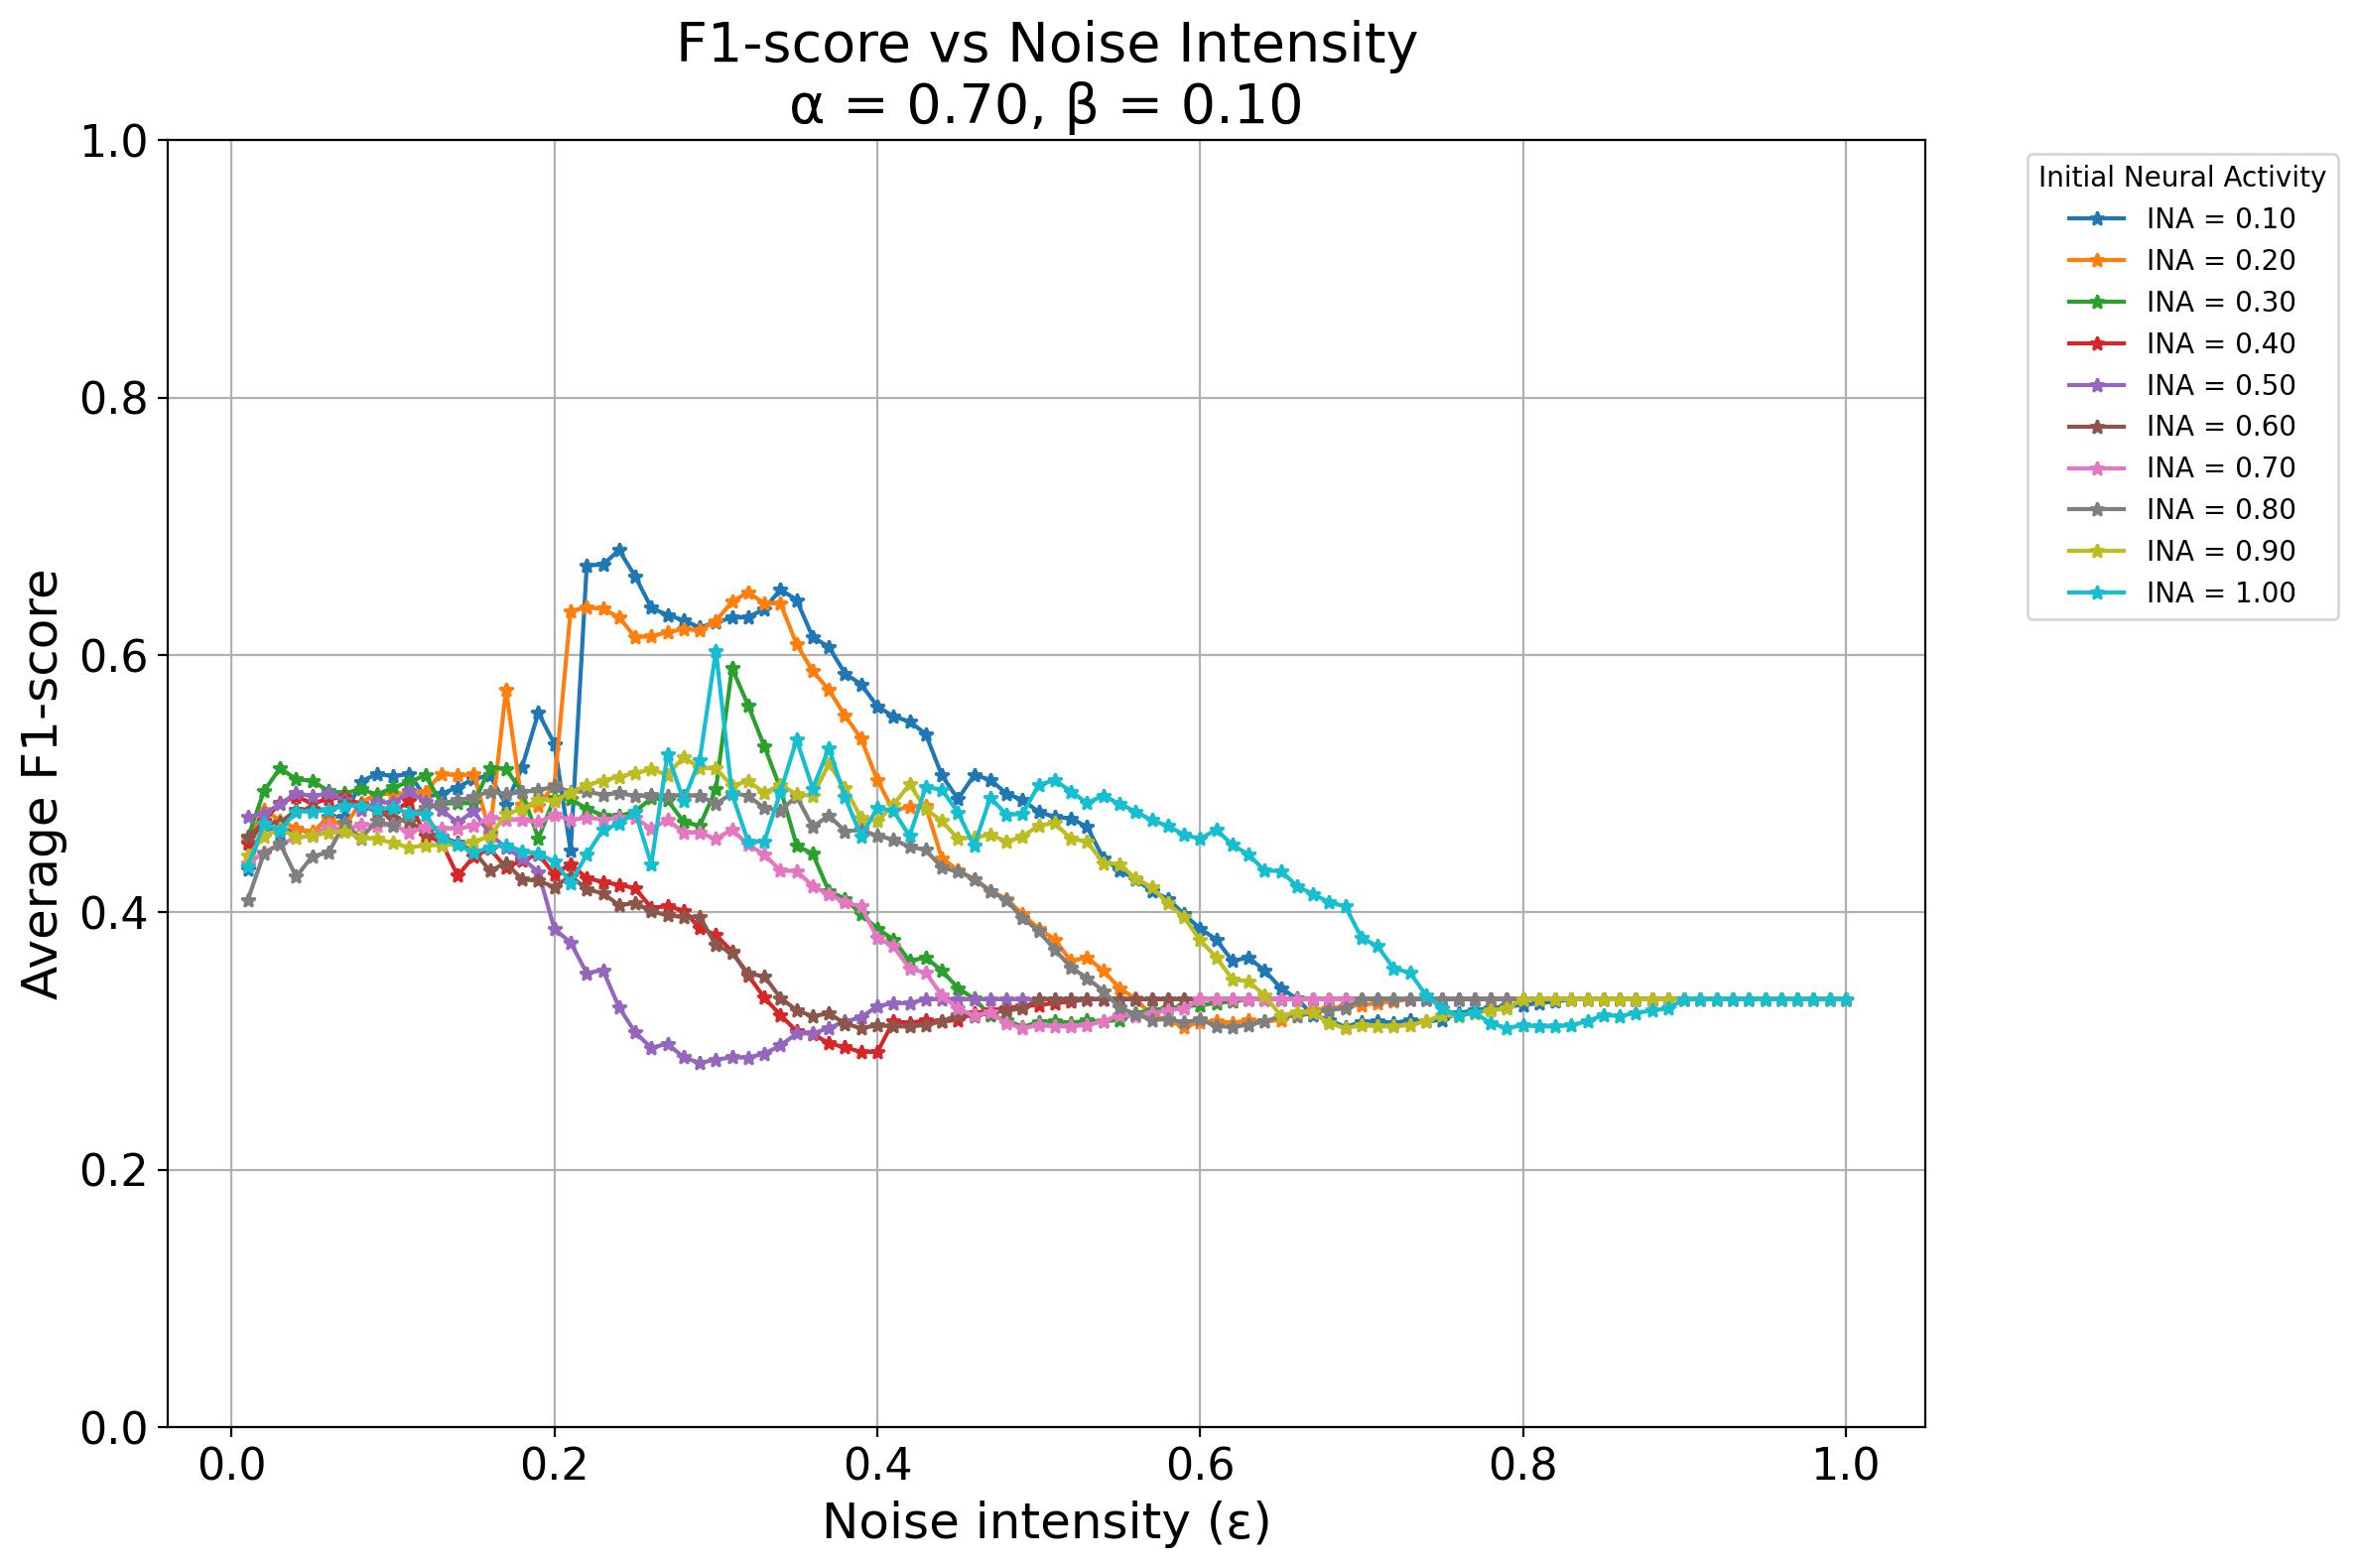 F1-score vs Noise Intensity
α = 0.70, β = 0.10
Average F1-score
1.0
0.8
0.6
0.4
0.2
0.0
0.0 0.2 0.4 0.6 0.8 1.0
Noise intensity (ε)
Initial Neural Activity
INA = 0.10
INA = 0.20
INA = 0.30
INA = 0.40
INA = 0.50
INA = 0.60
INA = 0.70
INA = 0.80
INA = 0.90
INA = 1.00